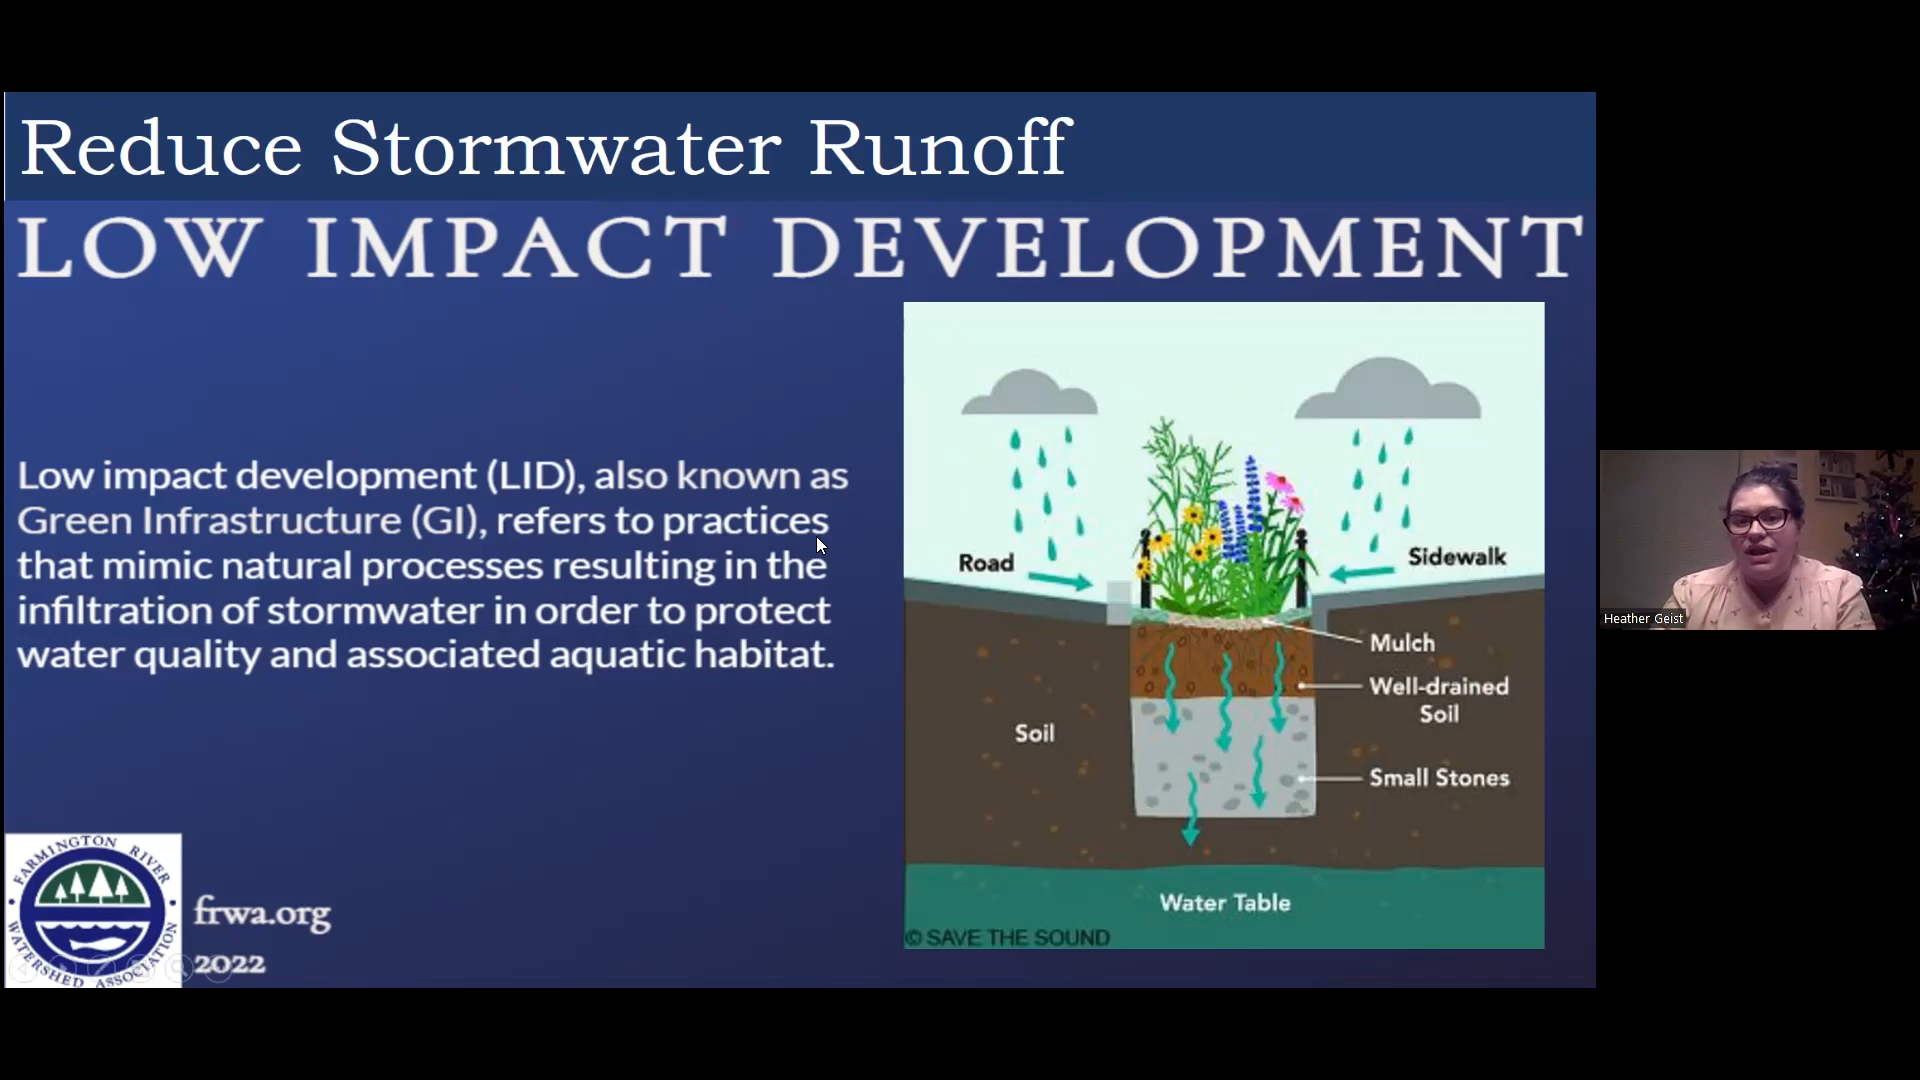 Reduce Stormwater Runoff
LOW IMPACT DEVELOPMENT
Low impact development (LID), also known as
Green Infrastructure (GI), refers to practices
that mimic natural processes resulting in the
infiltration of stormwater in order to protect
water quality and associated aquatic habitat.
Road
Sidewalk
Mulch
Well-drained
Soil
Soil
Small Stones
Water Table
© SAVE THE SOUND
FARMINGTON RIVER
WATERSHED ASSOCIATION
frwa.org
2022
Heather Geist